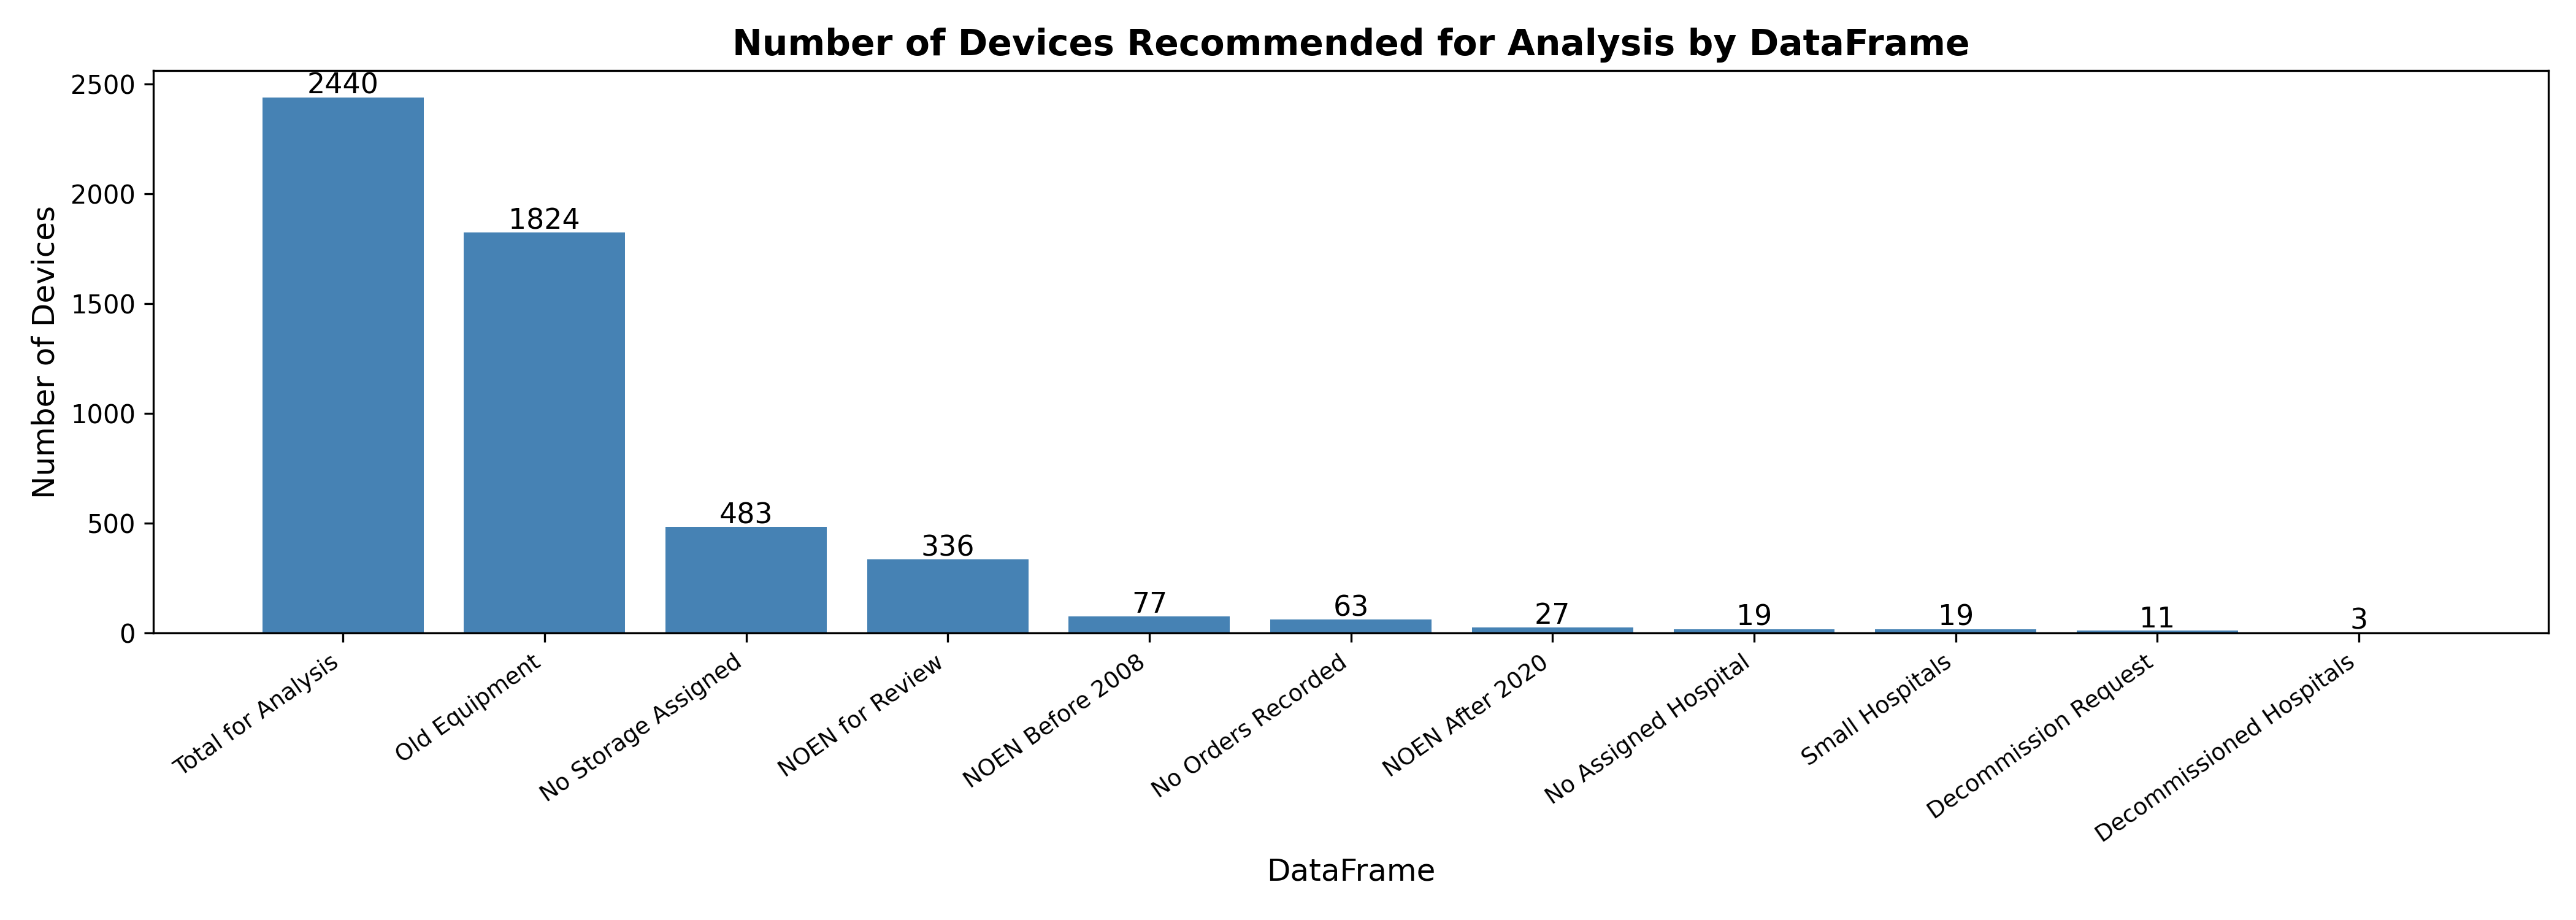 Number of Devices Recommended for Analysis by DataFrame
Number of Devices
2500
2000
1500
1000
500
0
2440
1824
483
336
77
63
27
19
19
11
3
Total for Analysis
Old Equipment
No Storage Assigned
NOEN for Review
NOEN Before 2008
No Orders Recorded
NOEN After 2020
No Assigned Hospital
Small Hospitals
Decommission Request
Decommissioned Hospitals
DataFrame